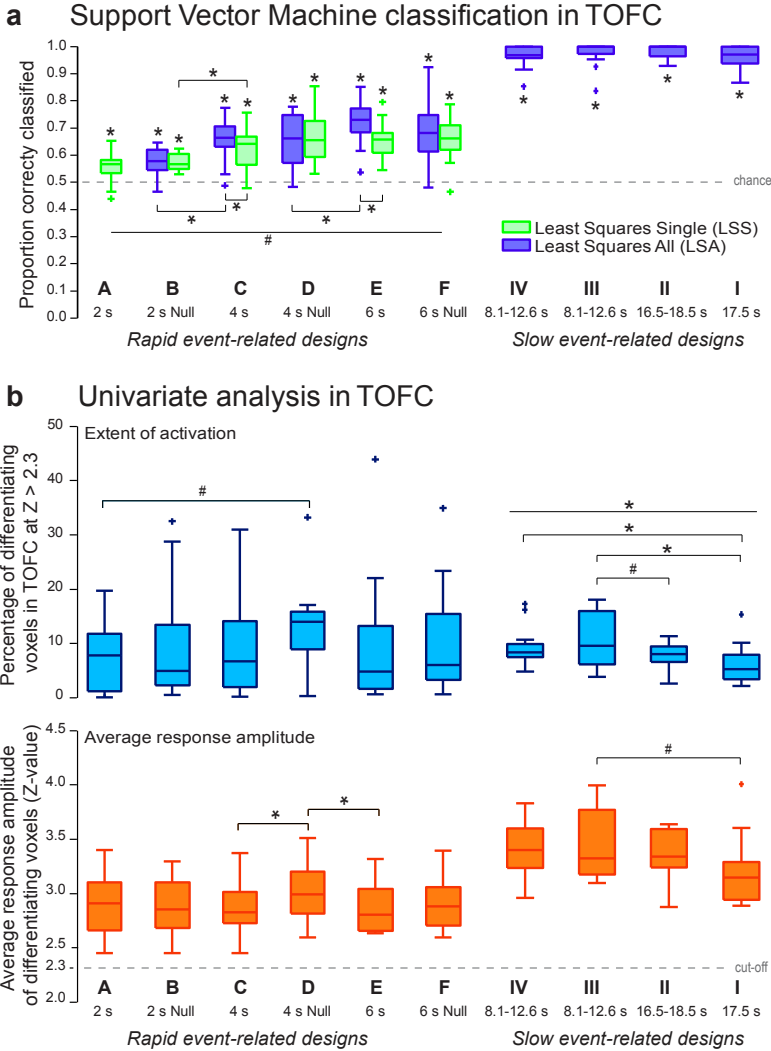 a Support Vector Machine classification in TOFC
Proportion correcty classified
1.0
0.9
0.8
0.7
0.6
0.5
0.5
0.4
0.3
0.2
0.1
0.0
* * * * * * * * * * * * * * * *
* * * *
#
chance
Least Squares Single (LSS)
Least Squares All (LSA)
A B C D E F IV III II I
2 s 2 s Null 4 s 4 s Null 6 s 6 s Null 8.1-12.6 s 8.1-12.6 s 16.5-18.5 s 17.5 s
Rapid event-related designs Slow event-related designs
b Univariate analysis in TOFC
Percentage of differentiating
voxels in TOFC at Z > 2.3
Extent of activation
50
40
30
20
10
0
#
*
*
*
#
Average response amplitude
of differentiating voxels (Z-value)
Average response amplitude
4.5
4.0
3.5
3.0
2.5
2.3
2.0
* *
#
cut-off
A B C D E F IV III II I
2 s 2 s Null 4 s 4 s Null 6 s 6 s Null 8.1-12.6 s 8.1-12.6 s 16.5-18.5 s 17.5 s
Rapid event-related designs Slow event-related designs